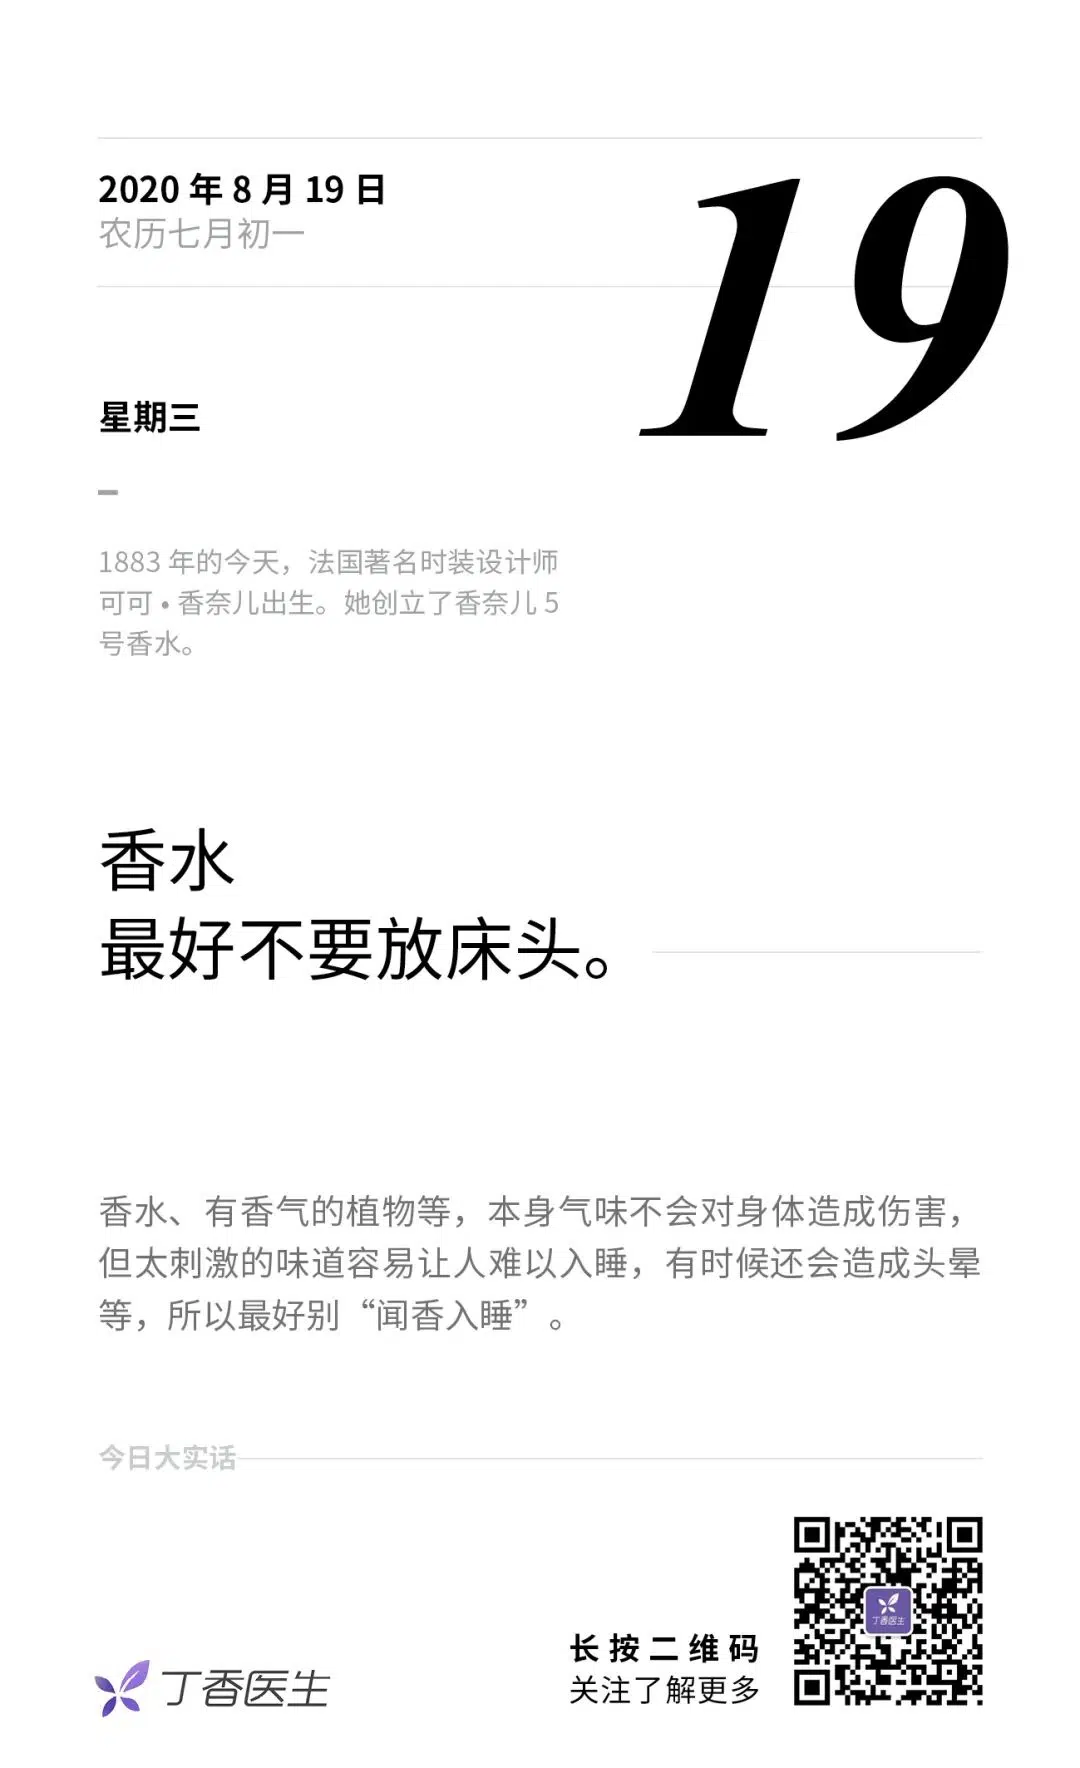 2020 年 8 月 19 日
农历七月初一
19
星期三
1883 年的今天，法国著名时装设计师
可可 • 香奈儿出生。她创立了香奈儿 5
号香水。
香水
最好不要放床头。
香水、有香气的植物等，本身气味不会对身体造成伤害，
但太刺激的味道容易让人难以入睡，有时候还会造成头晕
等，所以最好别“闻香入睡”。
今日大实话
丁香医生
长按二维码
关注了解更多
丁香医生